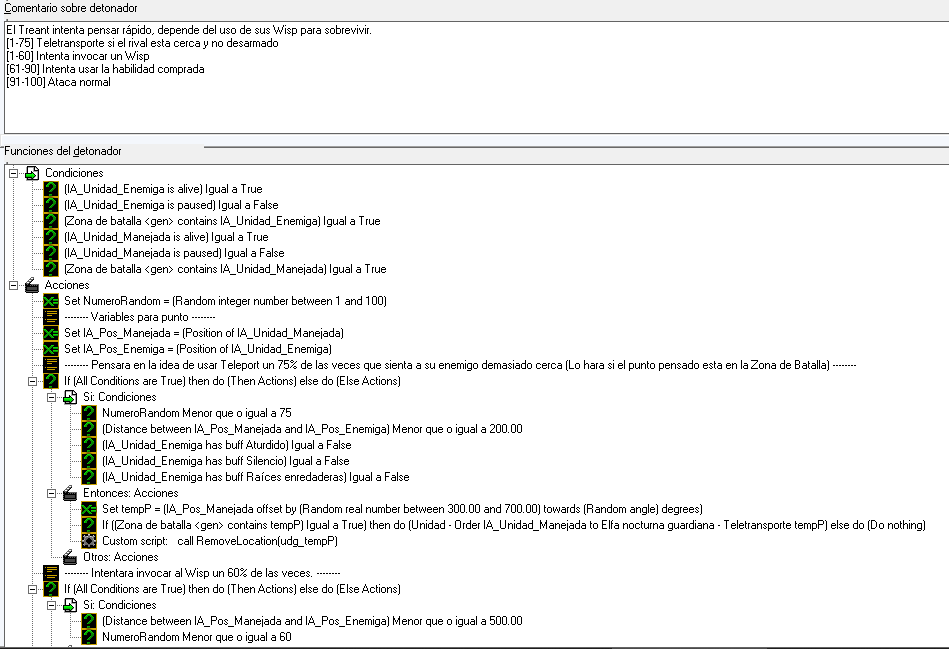 Comentario sobre detonador
El Treant intenta pensar rápido, depende del uso de sus Wisp para sobrevivir.
[1-75] Teletransporte si el rival esta cerca y no desarmado
[1-60] Intenta invocar un Wisp
[61-90] Intenta usar la habilidad comprada
[91-100] Ataca normal
Funciones del detonador
Condiciones
(IA_Unidad_Enemiga is alive) Igual a True
(IA_Unidad_Enemiga is paused) Igual a False
(Zona de batalla <gen> contains IA_Unidad_Enemiga) Igual a True
(IA_Unidad_Manejada is alive) Igual a True
(IA_Unidad_Manejada is paused) Igual a False
(Zona de batalla <gen> contains IA_Unidad_Manejada) Igual a True
Acciones
Set NumeroRandom = (Random integer number between 1 and 100)
-------- Variables para punto --------
Set IA_Pos_Manejada = (Position of IA_Unidad_Manejada)
Set IA_Pos_Enemiga = (Position of IA_Unidad_Enemiga)
-------- Pensara en la idea de usar Teleport un 75% de las veces que sienta a su enemigo demasiado cerca (Lo hara si el punto pensado esta en la Zona de Batalla) --------
If (All Conditions are True) then do (Then Actions) else do (Else Actions)
Si: Condiciones
NumeroRandom Menor que o igual a 75
(Distance between IA_Pos_Manejada and IA_Pos_Enemiga) Menor que o igual a 200.00
(IA_Unidad_Enemiga has buff Aturdido) Igual a False
(IA_Unidad_Enemiga has buff Silencio) Igual a False
(IA_Unidad_Enemiga has buff Raíces enredaderas) Igual a False
Entonces: Acciones
Set tempP = (IA_Pos_Manejada offset by (Random real number between 300.00 and 700.00) towards (Random angle) degrees)
If ((Zona de batalla <gen> contains tempP) Igual a True) then do (Unidad - Order IA_Unidad_Manejada to Elfa nocturna guardiana - Teletransporte tempP) else do (Do nothing)
Custom script: call RemoveLocation(udg_tempP)
Otros: Acciones
-------- Intentara invocar al Wisp un 60% de las veces. --------
If (All Conditions are True) then do (Then Actions) else do (Else Actions)
Si: Condiciones
(Distance between IA_Pos_Manejada and IA_Pos_Enemiga) Menor que o igual a 500.00
NumeroRandom Menor que o igual a 60